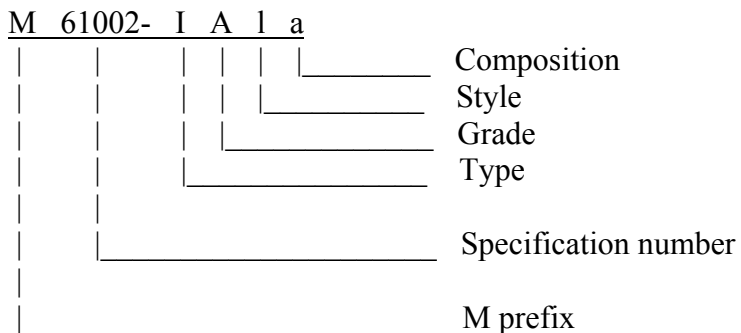 M 61002- I A l a
Composition
Style
Grade
Type
Specification number
M prefix